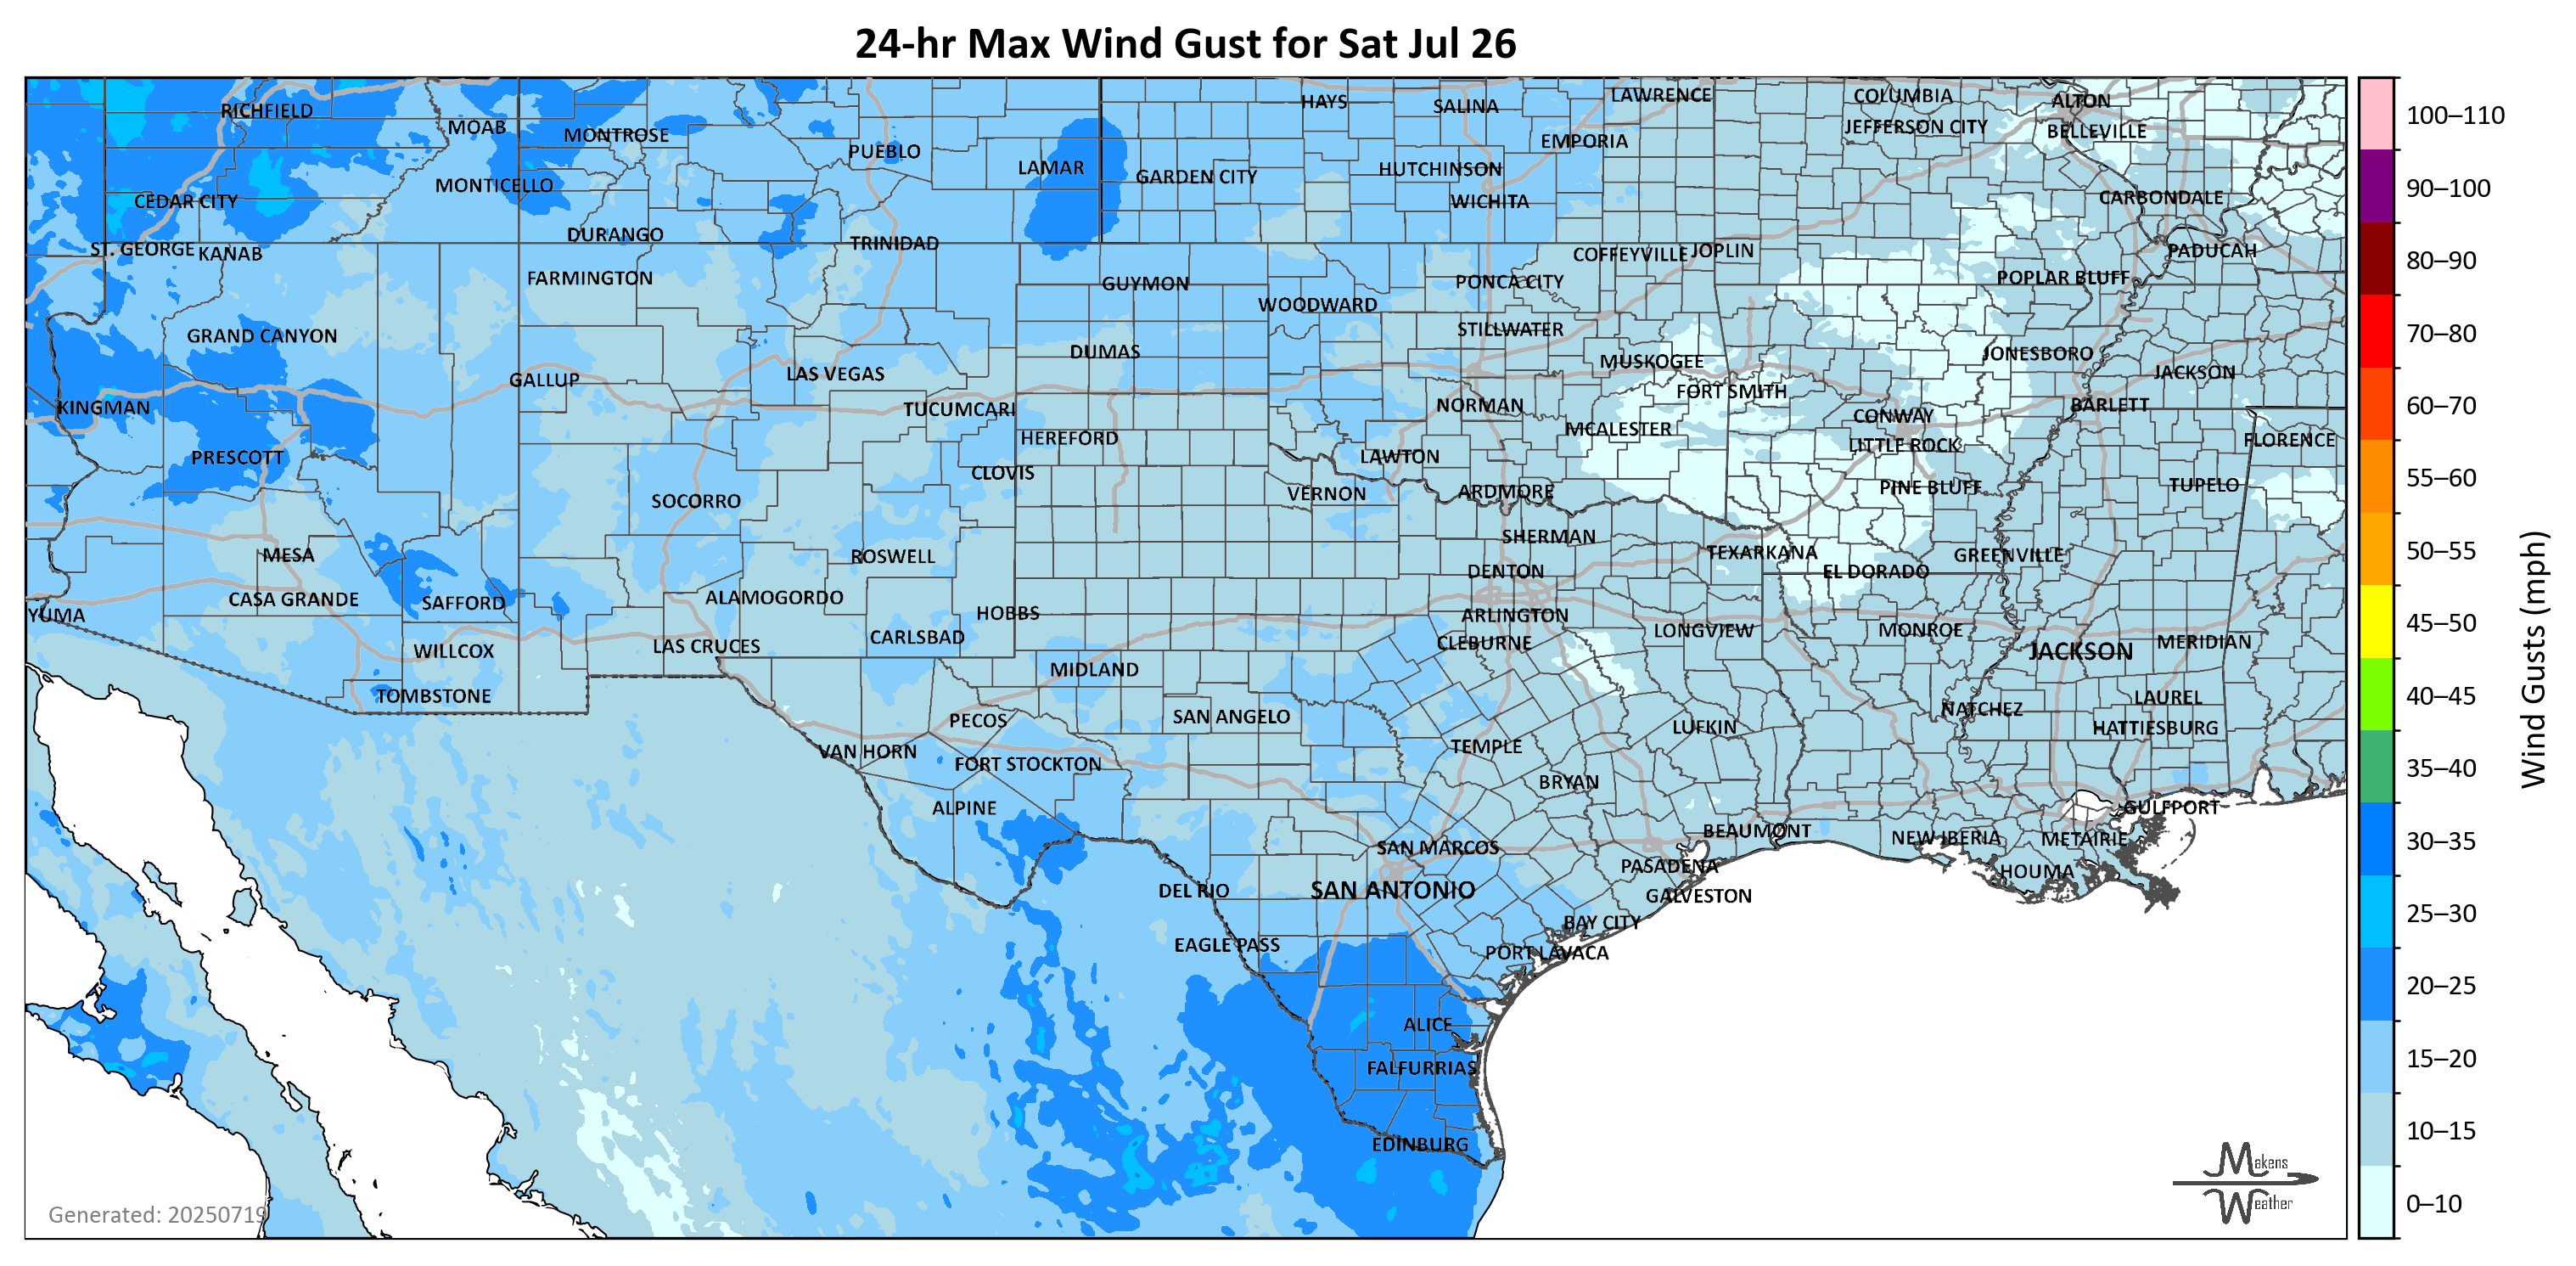 24-hr Max Wind Gust for Sat Jul 26
RICHFIELD
MOAB
MONTROSE
PUEBLO
LAMAR
HAYS
SALINA
LAWRENCE
COLUMBIA
ALTON
JEFFERSON CITY
BELLEVILLE
EMPORIA
GARDEN CITY
HUTCHINSON
MONTICELLO
CEDAR CITY
WICHITA
CARBONDALE
ST. GEORGE
KANAB
DURANGO
TRINIDAD
COFFEYVILLE
JOPLIN
PADUCAH
FARMINGTON
GUYMON
PONCA CITY
POPLAR BLUFF
WOODWARD
GRAND CANYON
STILLWATER
DUMAS
MUSKOGEE
JONESBORO
GALLUP
LAS VEGAS
JACKSON
FORT SMITH
KINGMAN
TUCUMCARI
NORMAN
BARLETT
CONWAY
MCALESTER
HEREFORD
LITTLE ROCK
FLORENCE
PRESCOTT
CLOVIS
LAWTON
SOCORRO
VERNON
ARDMORE
PINE BLUFF
TUPELO
MESA
ROSWELL
SHERMAN
TEXARKANA
GREENVILLE
DENTON
EL DORADO
CASA GRANDE
SAFFORD
ALAMOGORDO
YUMA
HOBBS
ARLINGTON
WILLCOX
LAS CRUCES
CARLSBAD
CLEBURNE
LONGVIEW
MONROE
JACKSON
MERIDIAN
MIDLAND
TOMBSTONE
LAUREL
PECOS
SAN ANGELO
LUFKIN
NATCHEZ
HATTIESBURG
VAN HORN
FORT STOCKTON
TEMPLE
BRYAN
ALPINE
GULFPORT
BEAUMONT
NEW IBERIA
METAIRIE
SAN MARCOS
PASADENA
HOUMA
DEL RIO
SAN ANTONIO
GALVESTON
BAY CITY
EAGLE PASS
PORT LAVACA
ALICE
FALFURRIAS
EDINBURG
Generated: 20250719
Makens
Weather
100–110
90–100
80–90
70–80
60–70
55–60
50–55
45–50
40–45
35–40
30–35
25–30
20–25
15–20
10–15
0–10
Wind Gusts (mph)